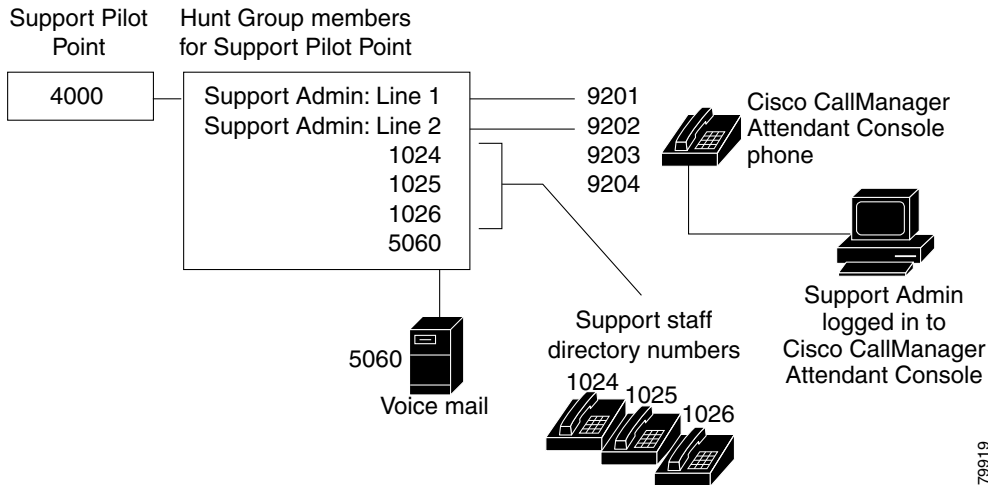 Support Pilot
Point
Hunt Group members
for Support Pilot Point
4000
Support Admin: Line 1
Support Admin: Line 2
1024
1025
1026
5060
9201
9202
9203
9204
Cisco CallManager
Attendant Console
phone
Support Admin
logged in to
Cisco CallManager
Attendant Console
5060
Voice mail
Support staff
directory numbers
1024
1025
1026
79919